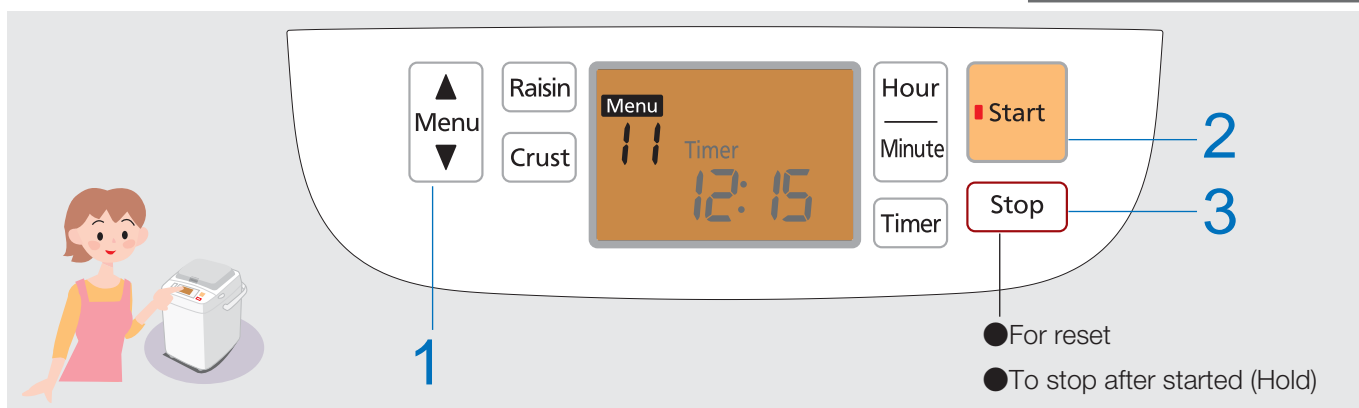 Menu
Raisin
Crust
Menu
11
Timer
12:15
Hour
Minute
Timer
Start
Stop
1
2
3
●For reset
●To stop after started (Hold)